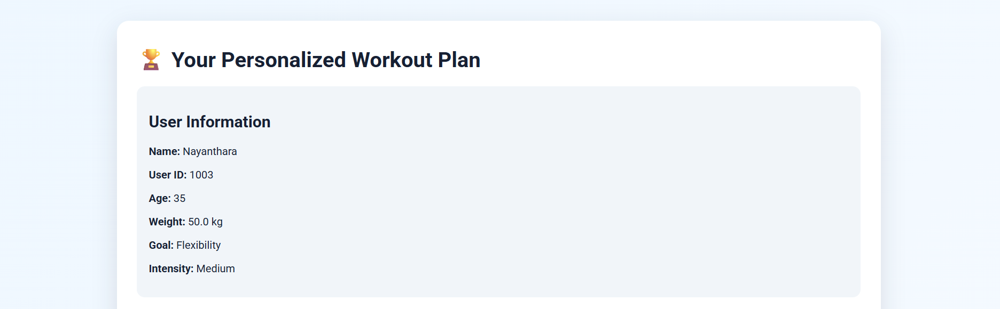 Your Personalized Workout Plan
User Information
Name: Nayanthara
User ID: 1003
Age: 35
Weight: 50.0 kg
Goal: Flexibility
Intensity: Medium